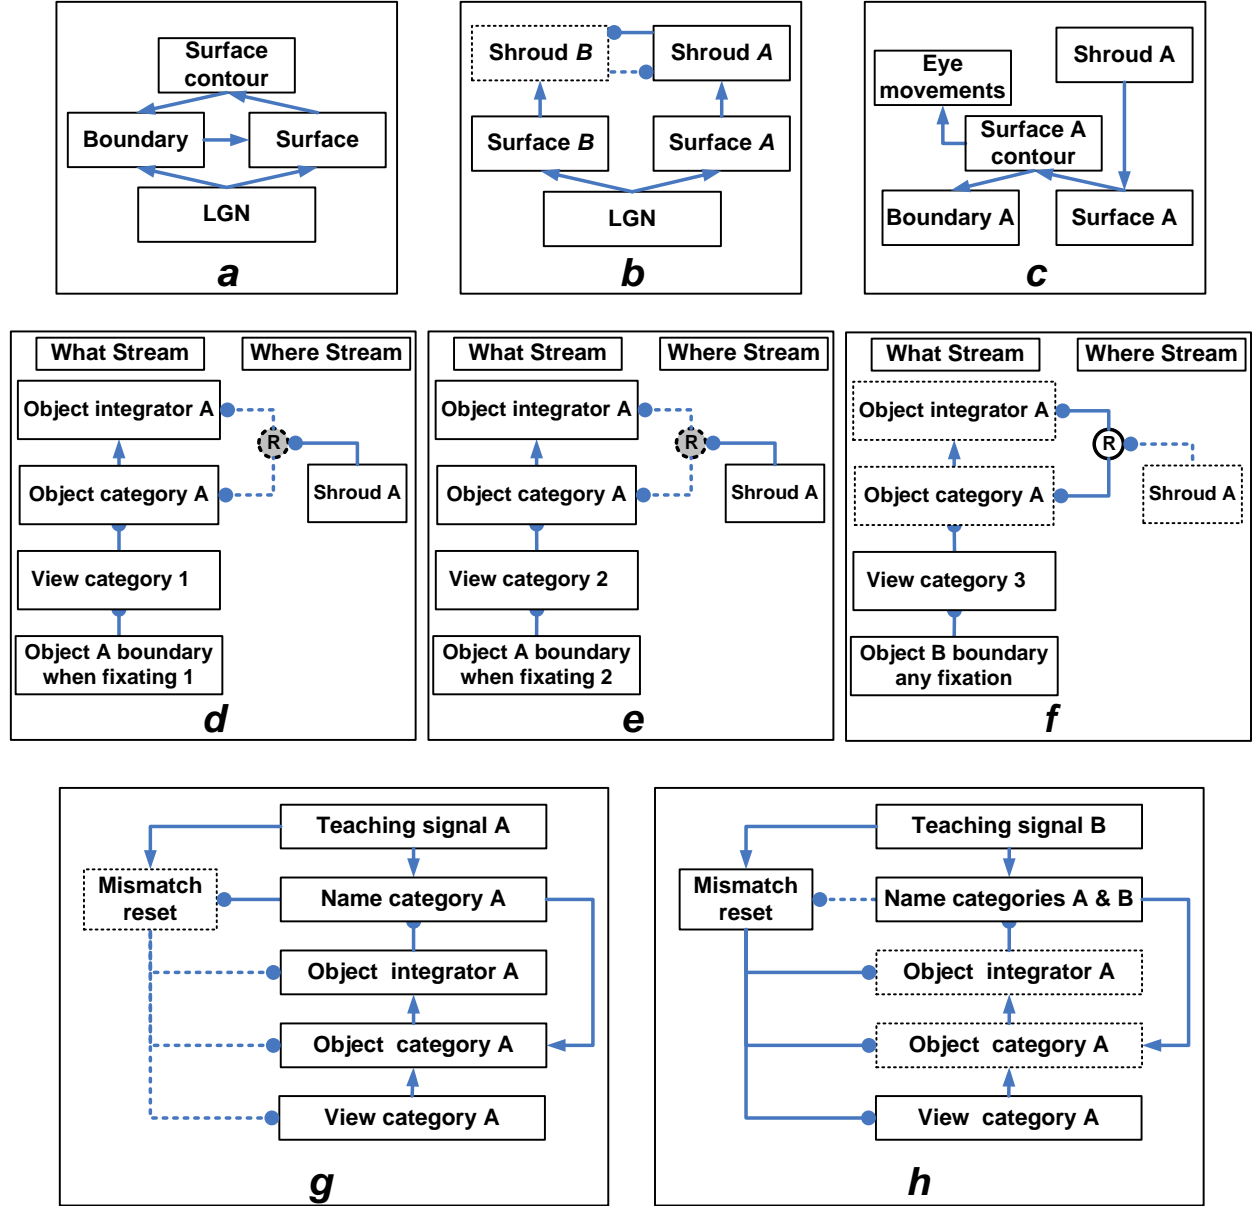 Surface
contour
Boundary
Surface
LGN
a
Shroud B
Shroud A
Surface B
Surface A
LGN
b
Shroud A
Eye
movements
Surface A
contour
Boundary A
Surface A
c
What Stream
Where Stream
Object integrator A
R
Object category A
Shroud A
View category 1
Object A boundary
when fixating 1
d
What Stream
Where Stream
Object integrator A
R
Object category A
Shroud A
View category 2
Object A boundary
when fixating 2
e
What Stream
Where Stream
Object integrator A
R
Object category A
Shroud A
View category 3
Object B boundary
any fixation
f
Teaching signal A
Mismatch
reset
Name category A
Object integrator A
Object category A
View category A
g
Teaching signal B
Mismatch
reset
Name categories A & B
Object integrator A
Object category A
View category A
h